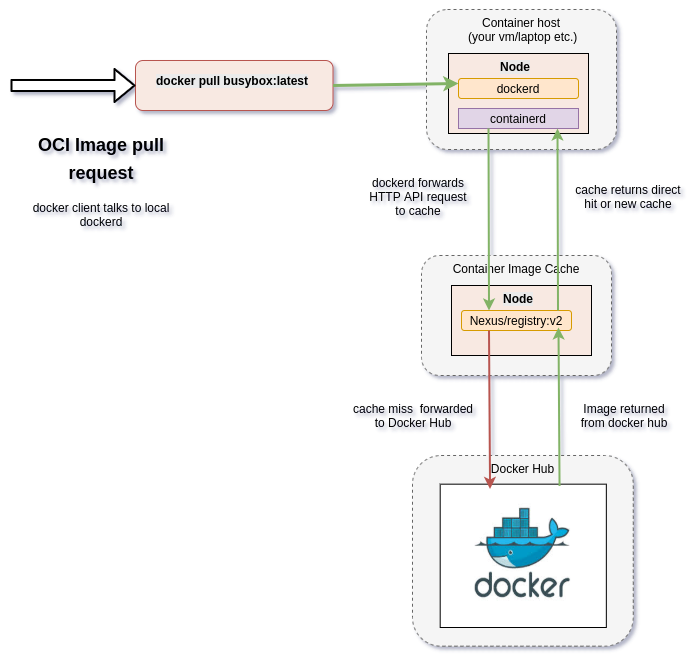 Container host
(your vm/laptop etc.)
Node
docker pull busybox:latest
dockerd
containerd
OCI Image pull
request
docker client talks to local
dockerd
dockerd forwards
HTTP API request
to cache
cache returns direct
hit or new cache
Container Image Cache
Node
Nexus/registry:v2
cache miss  forwarded
to Docker Hub
Image returned
from docker hub
Docker Hub
docker